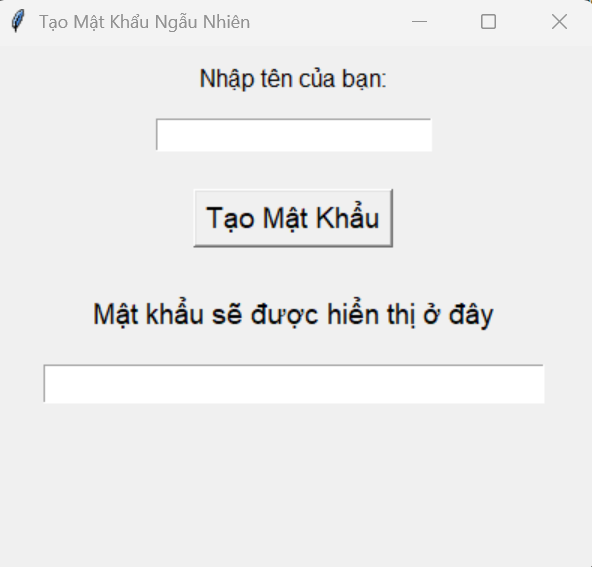 Tạo Mật Khẩu Ngẫu Nhiên
Nhập tên của bạn:
Tạo Mật Khẩu
Mật khẩu sẽ được hiển thị ở đây